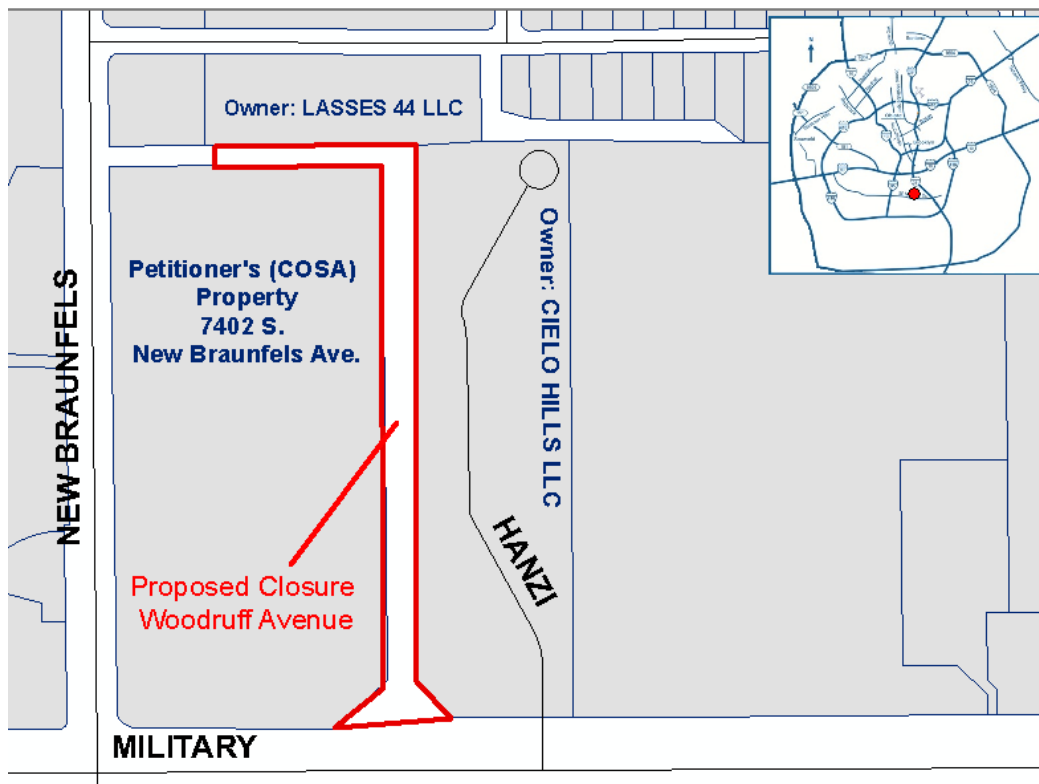 Owner: LASSES 44 LLC
Petitioner's (COSA)
Property
7402 S.
New Braunfels Ave.
NEW BRAUNFELS
Owner: CIELO HILLS LLC
HANZI
Proposed Closure
Woodruff Avenue
MILITARY